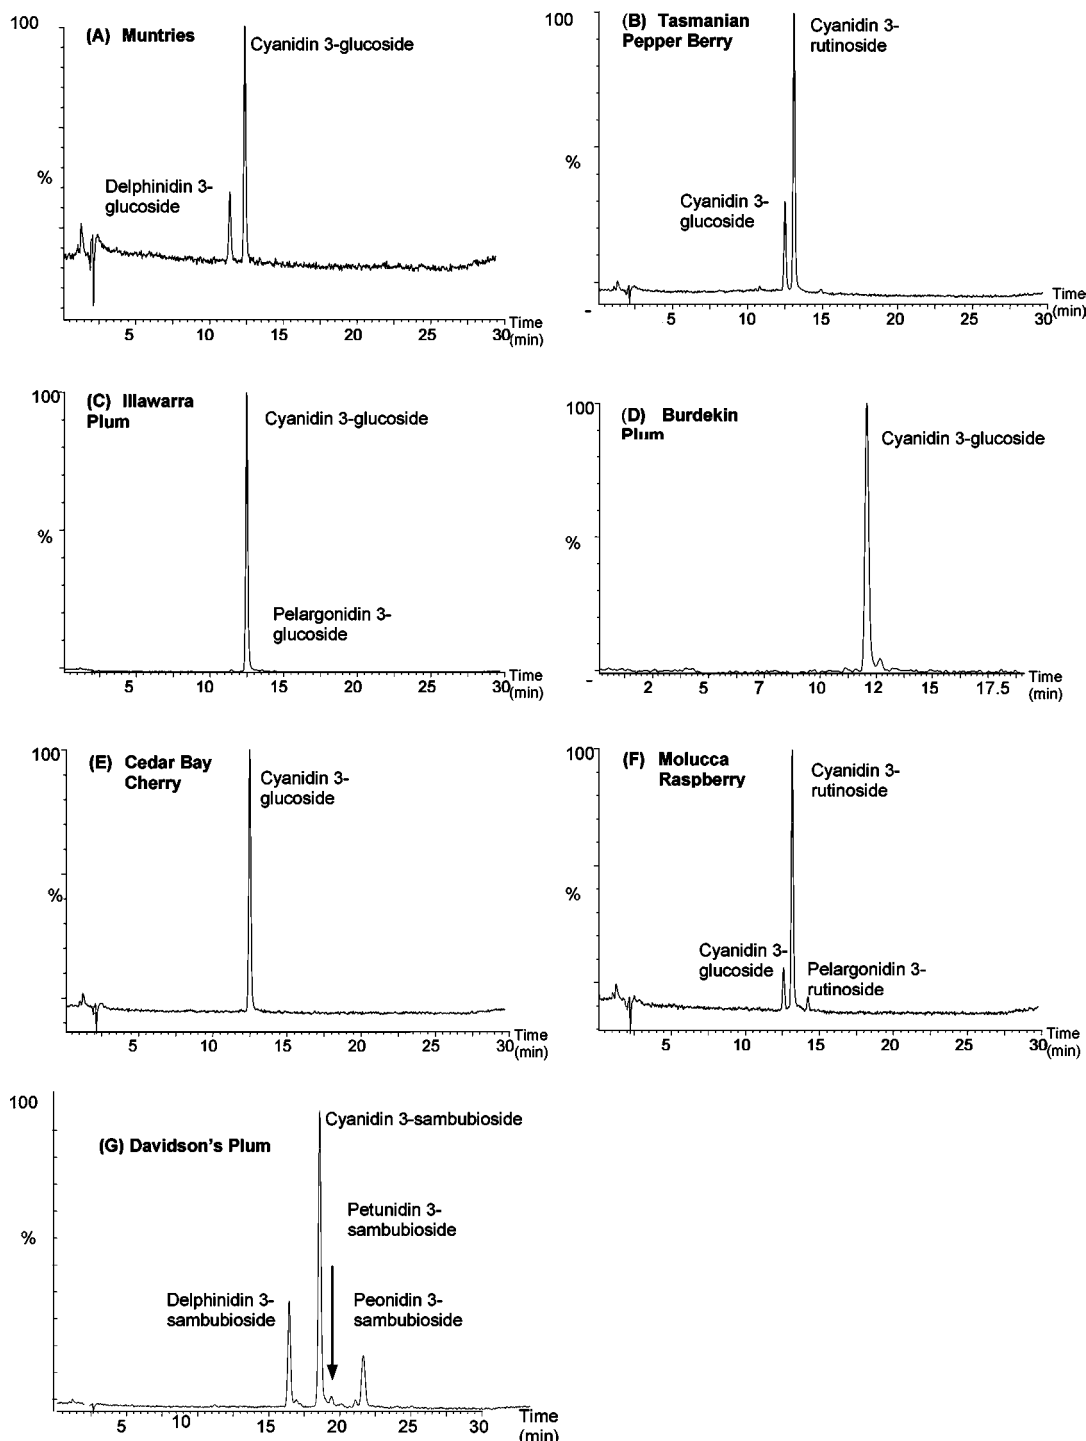 100
(A) Muntries
Cyanidin 3-glucoside
%
Delphinidin 3-
glucoside
5 10 15 20 25 30
Time
(min)
100
(B) Tasmanian
Pepper Berry
Cyanidin 3-
rutinoside
%
Cyanidin 3-
glucoside
5 10 15 20 25 30
Time
(min)
100
(C) Illawarra
Plum
Cyanidin 3-glucoside
%
Pelargonidin 3-
glucoside
5 10 15 20 25 30
Time
(min)
100
(D) Burdekin
Plum
Cyanidin 3-glucoside
%
2 5 7 10 12 15 17.5
Time
(min)
100
(E) Cedar Bay
Cherry
Cyanidin 3-
glucoside
%
5 10 15 20 25 30
Time
(min)
100
(F) Molucca
Raspberry
Cyanidin 3-
rutinoside
%
Cyanidin 3-
glucoside
Pelargonidin 3-
rutinoside
5 10 15 20 25 30
Time
(min)
100
(G) Davidson's Plum
Cyanidin 3-sambubioside
Petunidin 3-
sambubioside
%
Delphinidin 3-
sambubioside
Peonidin 3-
sambubioside
5 10 15 20 30
Time
(min)